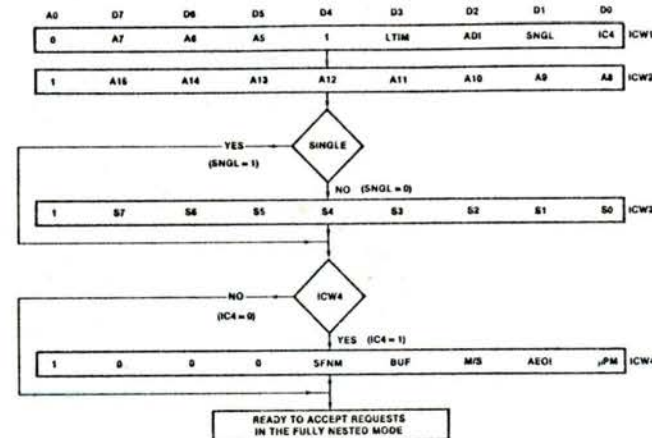 A0 D7 D6 D5 D4 D3 D2 D1 D0
0 A7 A6 A5 1 LTIM ADI SNGL IC4 ICW1
1 A15 A14 A13 A12 A11 A10 A9 A8 ICW2
YES
SINGLE
(SNGL = 1)
NO (SNGL = 0)
1 S7 S6 S5 S4 S3 S2 S1 S0 ICW3
NO
ICW4
(IC4 = 0)
YES (IC4 = 1)
1 0 0 0 SFNM BUF M/S AEOI µPM ICW4
READY TO ACCEPT REQUESTS
IN THE FULLY NESTED MODE